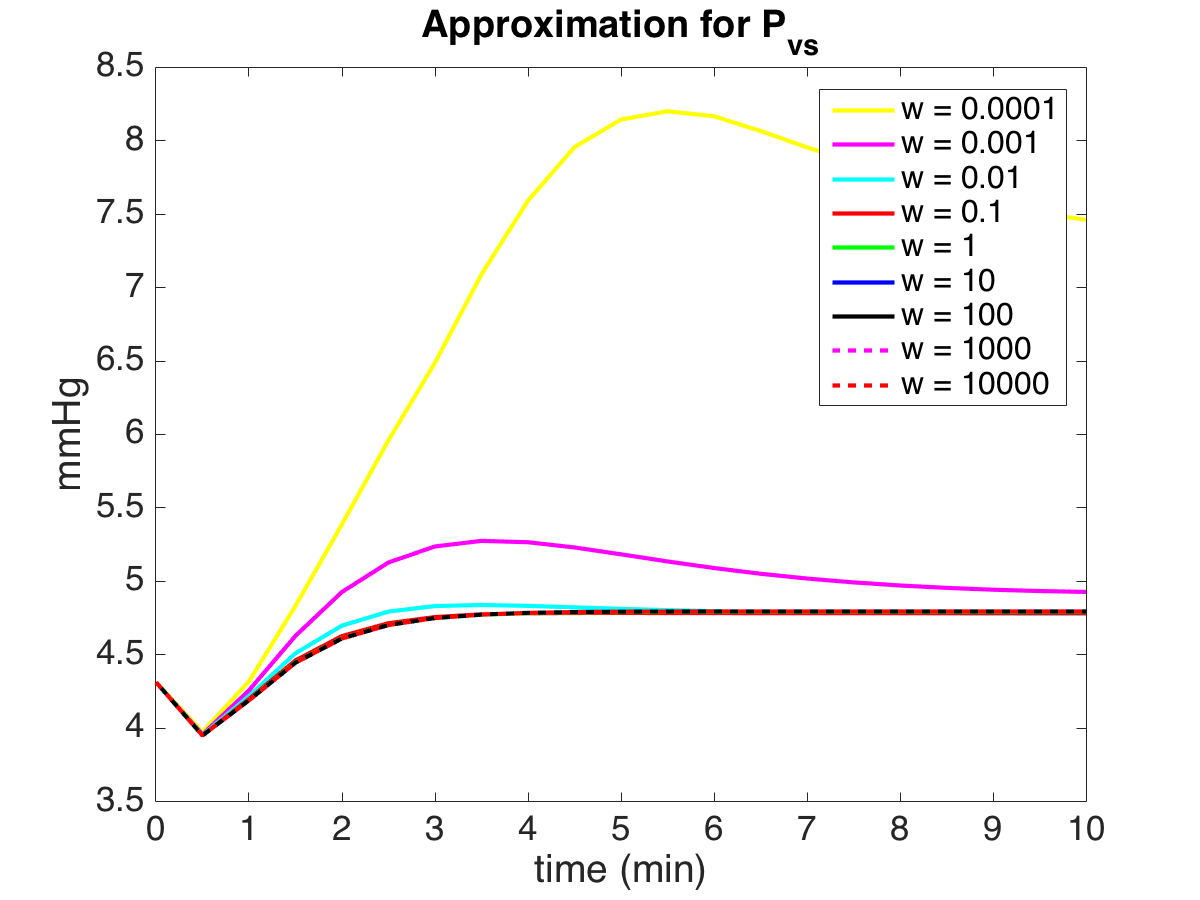 Approximation for Pvs
8.5
8
7.5
7
6.5
6
5.5
5
4.5
4
3.5
mmHg
w = 0.0001
w = 0.001
w = 0.01
w = 0.1
w = 1
w = 10
w = 100
w = 1000
w = 10000
0 1 2 3 4 5 6 7 8 9 10
time (min)